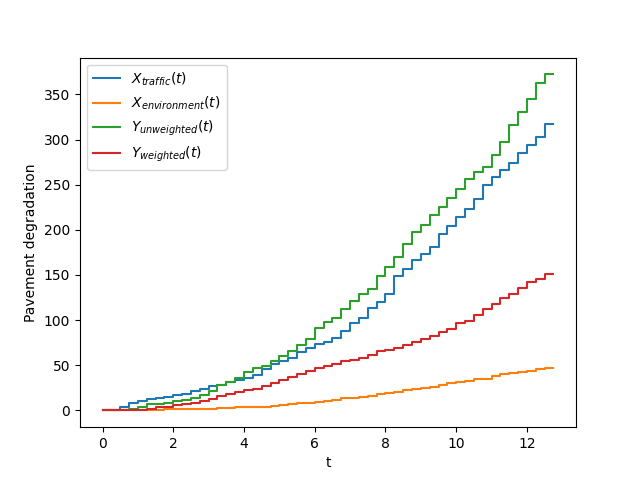 X_traffic(t)
X_environment(t)
Y_unweighted(t)
Y_weighted(t)
Pavement degradation
350
300
250
200
150
100
50
0
0 2 4 6 8 10 12
t